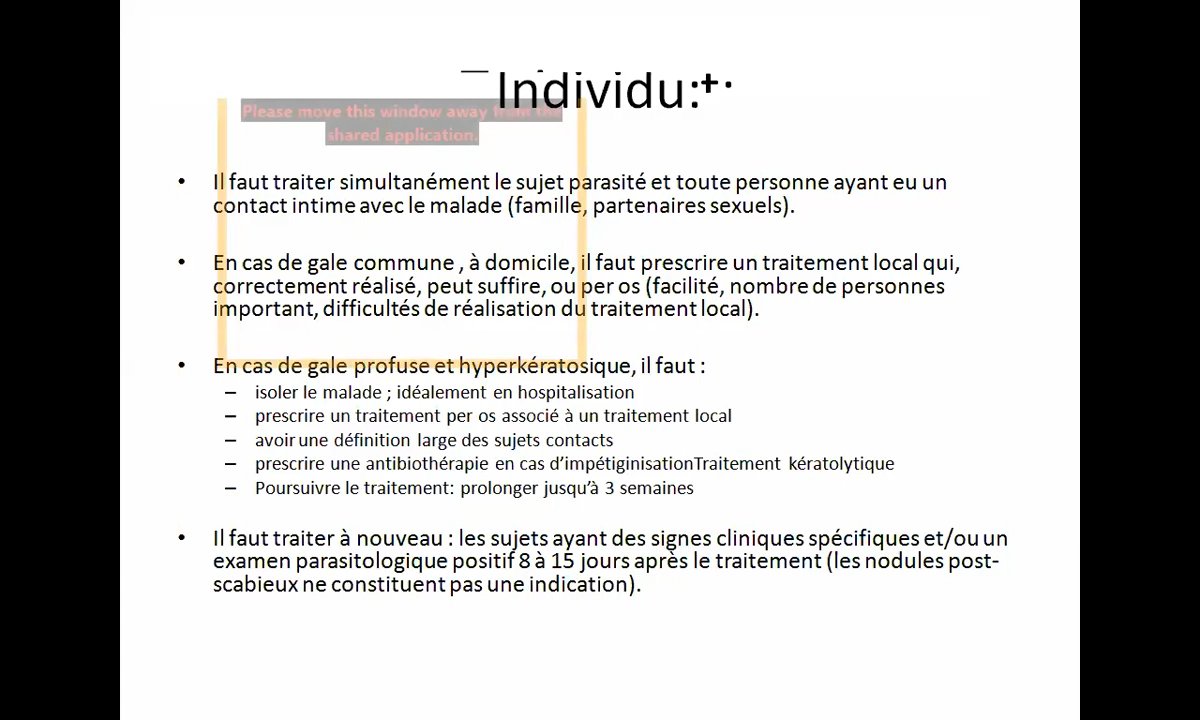 Individu
Please move this window away from the
shared application.
• Il faut traiter simultanément le sujet parasité et toute personne ayant eu un
contact intime avec le malade (famille, partenaires sexuels).
• En cas de gale commune , à domicile, il faut prescrire un traitement local qui,
correctement réalisé, peut suffire, ou per os (facilité, nombre de personnes
important, difficultés de réalisation du traitement local).
• En cas de gale profuse et hyperkératosique, il faut :
– isoler le malade ; idéalement en hospitalisation
– prescrire un traitement per os associé à un traitement local
– avoir une définition large des sujets contacts
– prescrire une antibiothérapie en cas d’impétiginisationTraitement kératolytique
– Poursuivre le traitement: prolonger jusqu’à 3 semaines
• Il faut traiter à nouveau : les sujets ayant des signes cliniques spécifiques et/ou un
examen parasitologique positif 8 à 15 jours après le traitement (les nodules post-
scabieux ne constituent pas une indication).